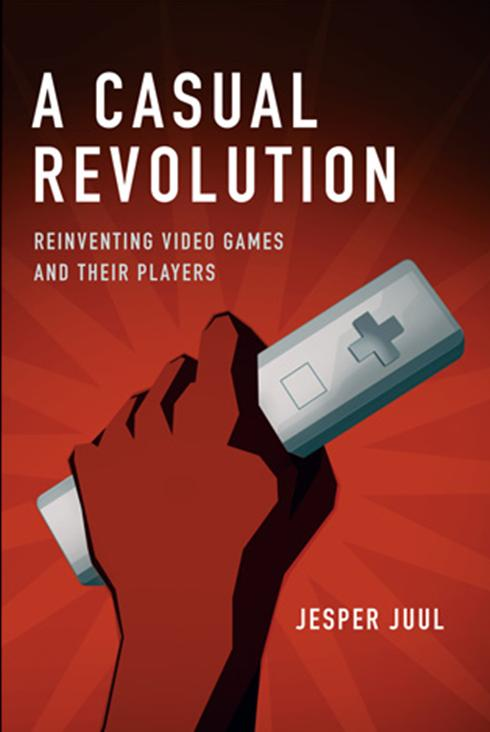 A CASUAL
REVOLUTION
REINVENTING VIDEO GAMES
AND THEIR PLAYERS
JESPER JUUL